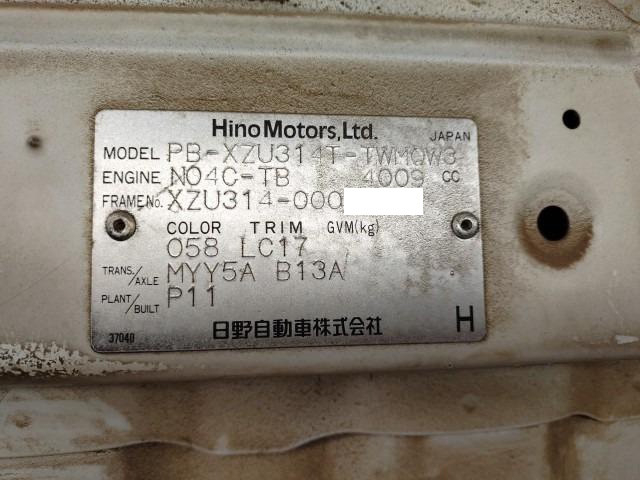 Hino Motors, Ltd.
JAPAN
MODEL PB-XZU314T-TWMQW3
ENGINE N04C-TB 4009 CC
FRAME No. XZU314-000
COLOR TRIM GVM(kg)
058 LC17
TRANS./AXLE MYY5A B13A
PLANT/BUILT P11
37040 日野自動車株式会社 H